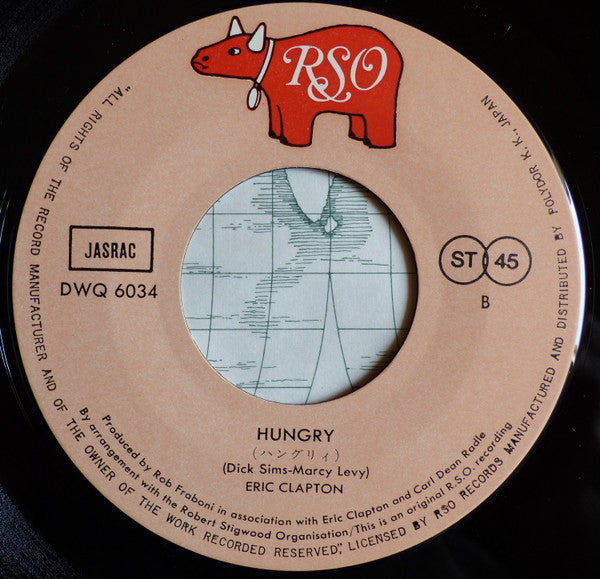 RSO
JASRAC
DWQ 6034
ST 45
B
HUNGRY
(ハングリィ)
(Dick Sims-Marcy Levy)
ERIC CLAPTON
Produced by Rob Fraboni in association with Eric Clapton and Carl Dean Radle
By arrangement with the Robert Stigwood Organisation/This is an original R.S.O. recording
"ALL RIGHTS OF THE RECORD MANUFACTURER AND OF THE OWNER OF THE WORK RECORDED RESERVED," LICENSED BY RSO RECORDS MANUFACTURED AND DISTRIBUTED BY POLYDOR K. K., JAPAN